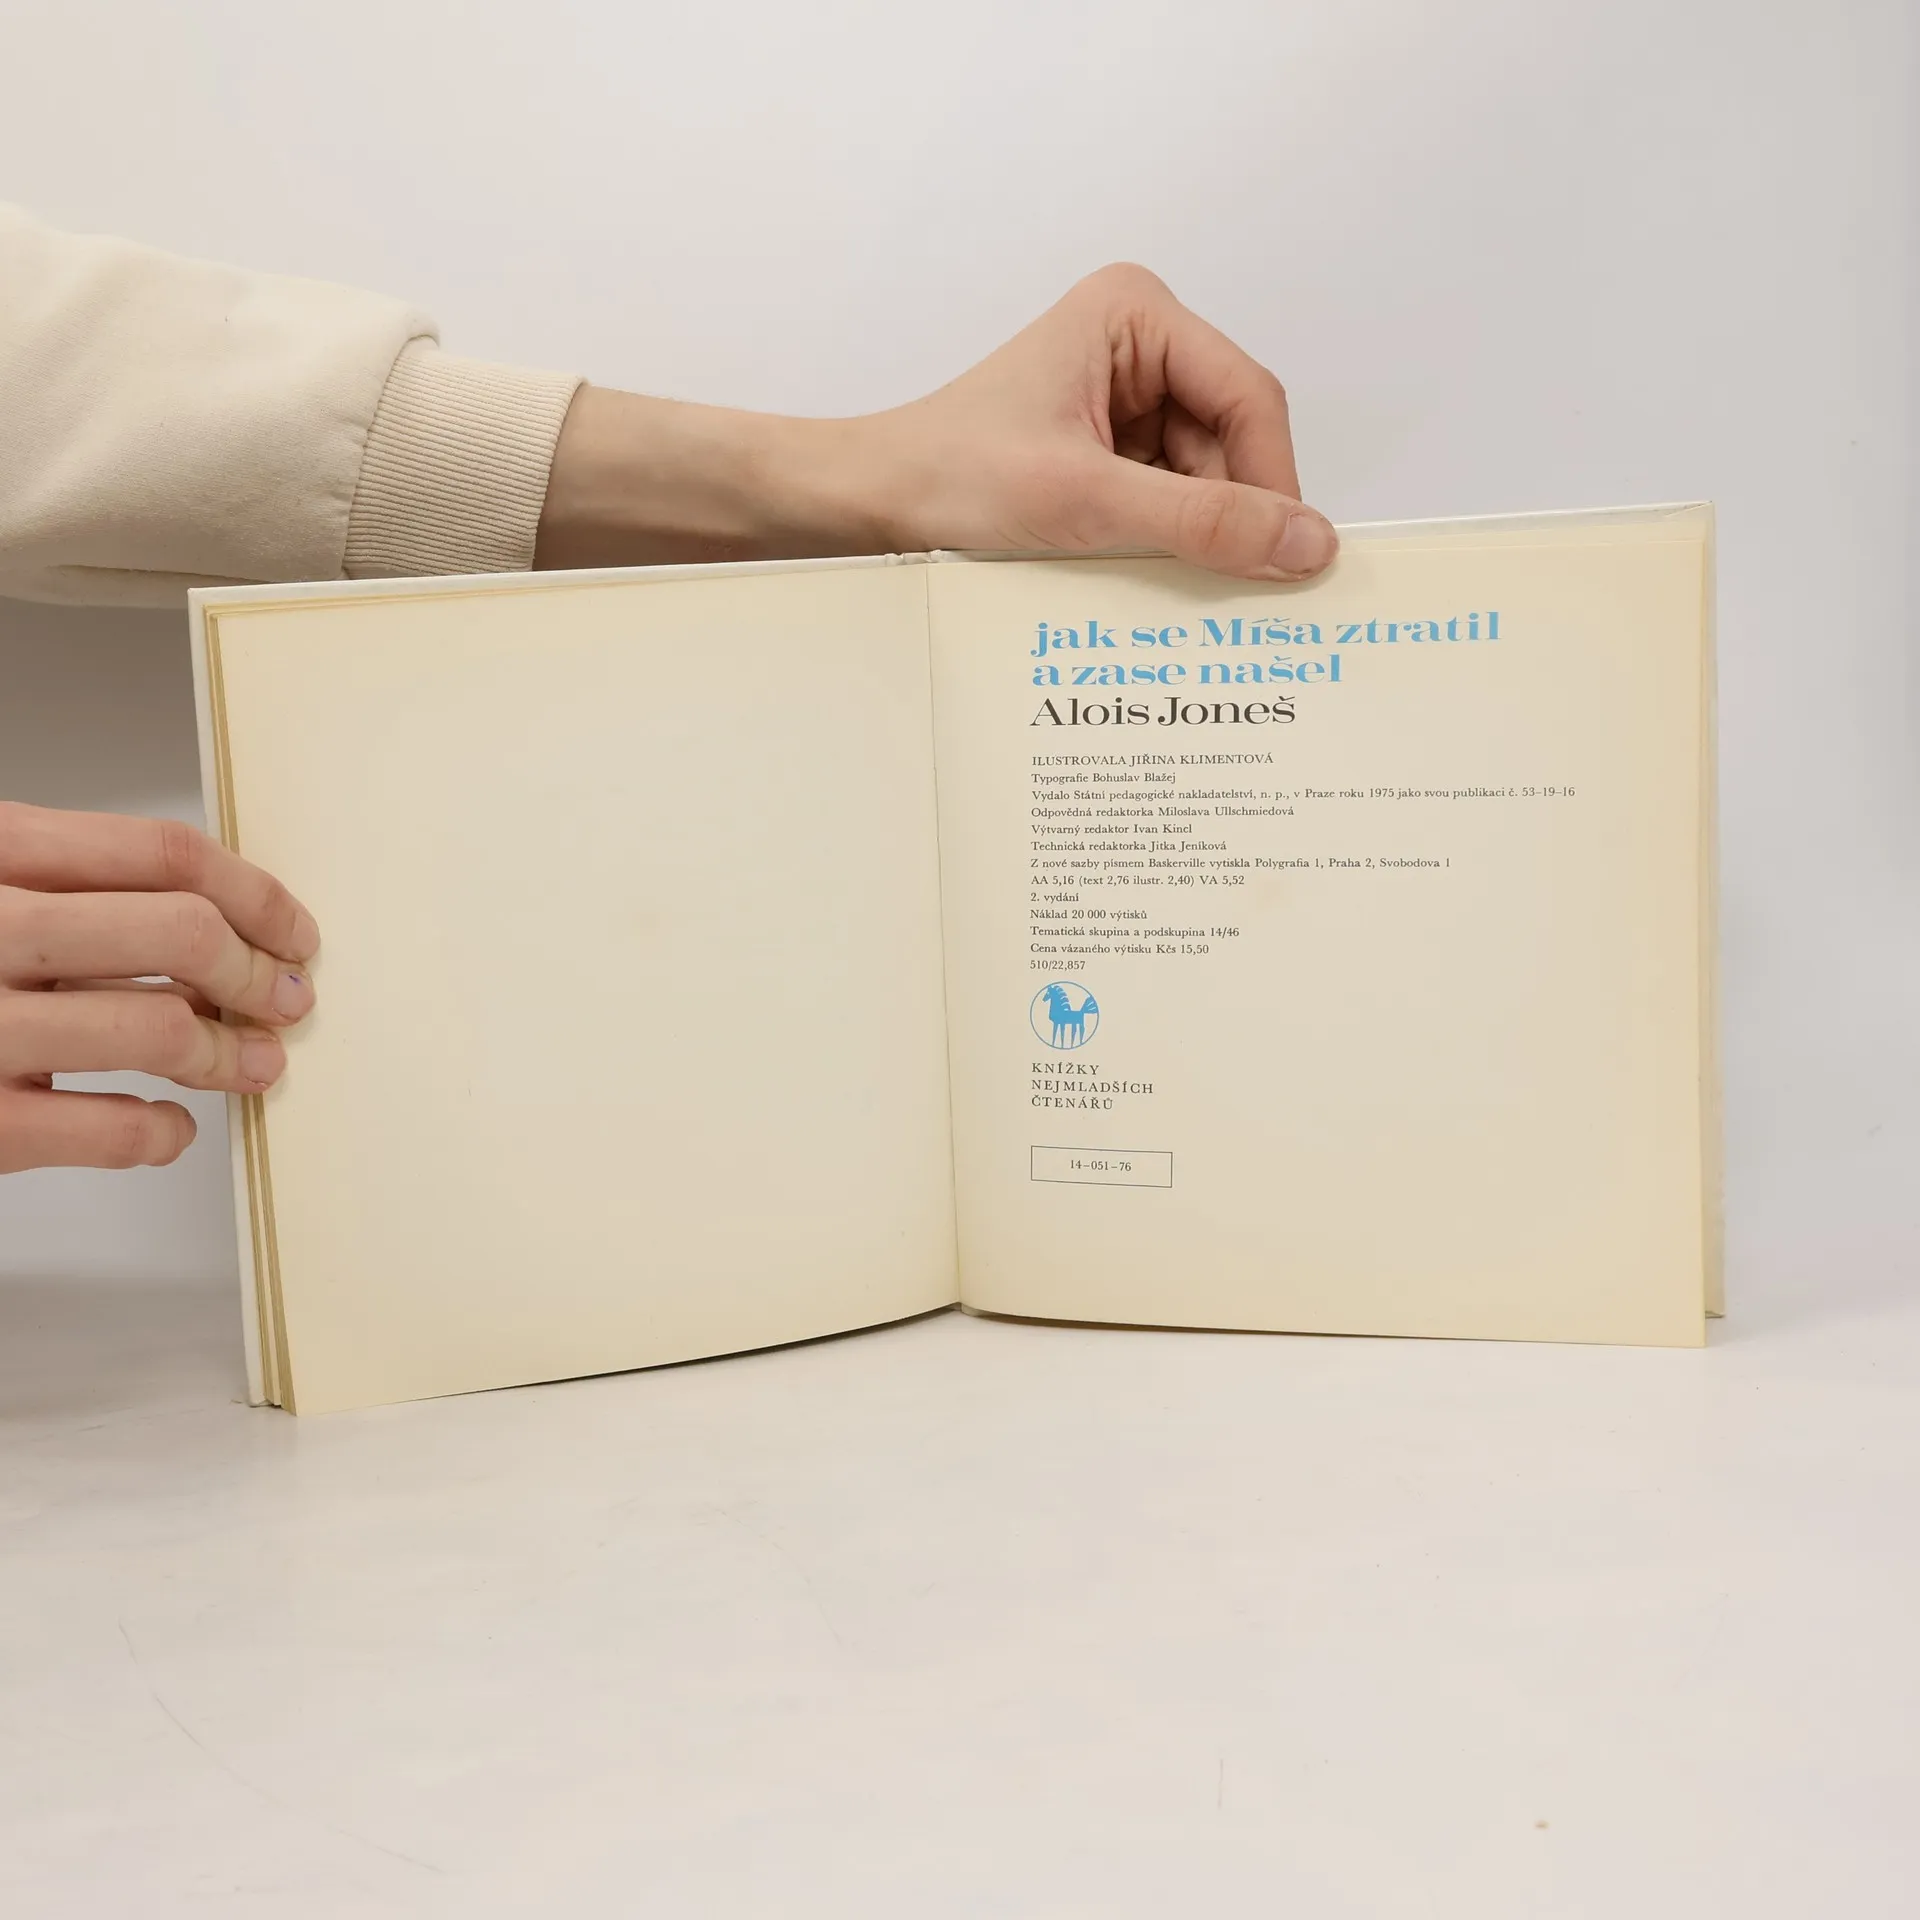 jak se Míša ztratil
a zase našel
Alois Joneš
ILUSTROVALA JIŘINA KLIMENTOVÁ
Typografie Bohuslav Blažej
Vydalo Státní pedagogické nakladatelství, n. p., v Praze roku 1975 jako svou publikaci č. 53–19–16
Odpovědná redaktorka Miloslava Ullschmiedová
Výtvarný redaktor Ivan Kincl
Technická redaktorka Jitka Jeníková
Z nové sazby písmem Baskerville vytiskla Polygrafia 1, Praha 2, Svobodova 1
AA 5,16 (text 2,76 ilustr. 2,40) VA 5,52
2. vydání
Náklad 20 000 výtisků
Tematická skupina a podskupina 14/46
Cena vázaného výtisku Kčs 15,50
510/22,857
KNÍŽKY
NEJMLADŠÍCH
ČTENÁŘŮ
14–051–76